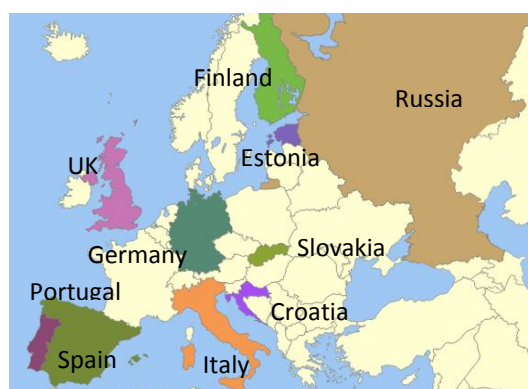 Finland
Russia
Estonia
UK
Germany
Slovakia
Portugal
Croatia
Spain
Italy